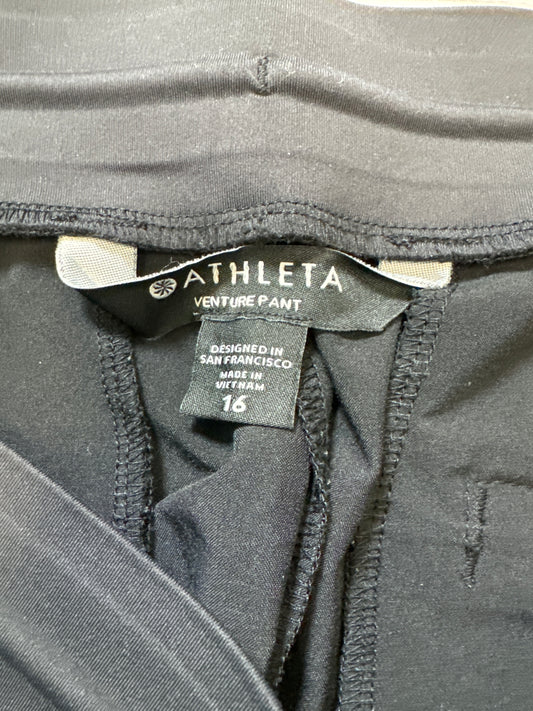 ATHLETA
VENTURE PANT
DESIGNED IN
SAN FRANCISCO
MADE IN
VIETNAM
16